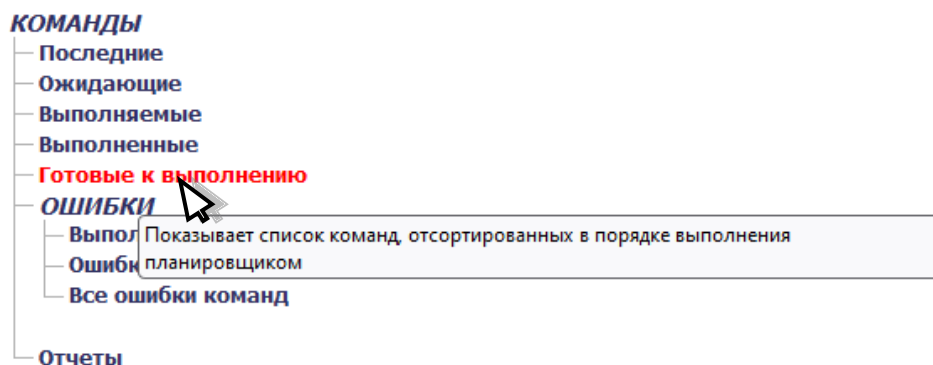 КОМАНДЫ
Последние
Ожидающие
Выполняемые
Выполненные
Готовые к выполнению
ОШИБКИ
Показывает список команд, отсортированных в порядке выполнения
планировщиком
Все ошибки команд
Отчеты